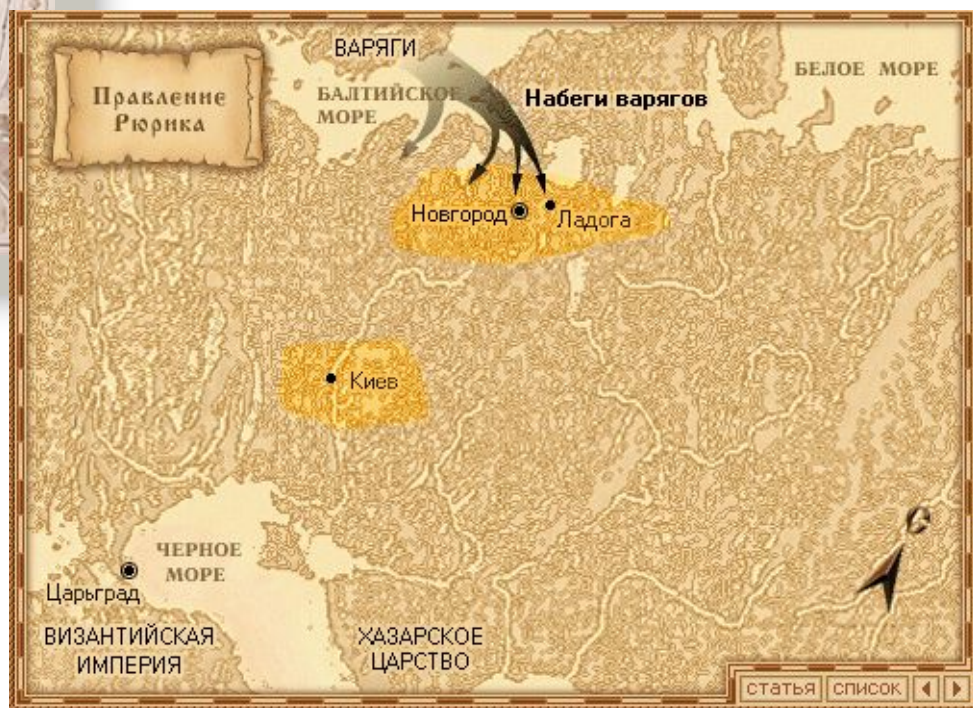 ВАРЯГИ
Правление
Рюрика
БАЛТИЙСКОЕ
МОРЕ
Набеги варягов
БЕЛОЕ МОРЕ
Новгород
Ладога
Киев
С
ЧЕРНОЕ
МОРЕ
Царьград
ВИЗАНТИЙСКАЯ
ИМПЕРИЯ
ХАЗАРСКОЕ
ЦАРСТВО
статья список